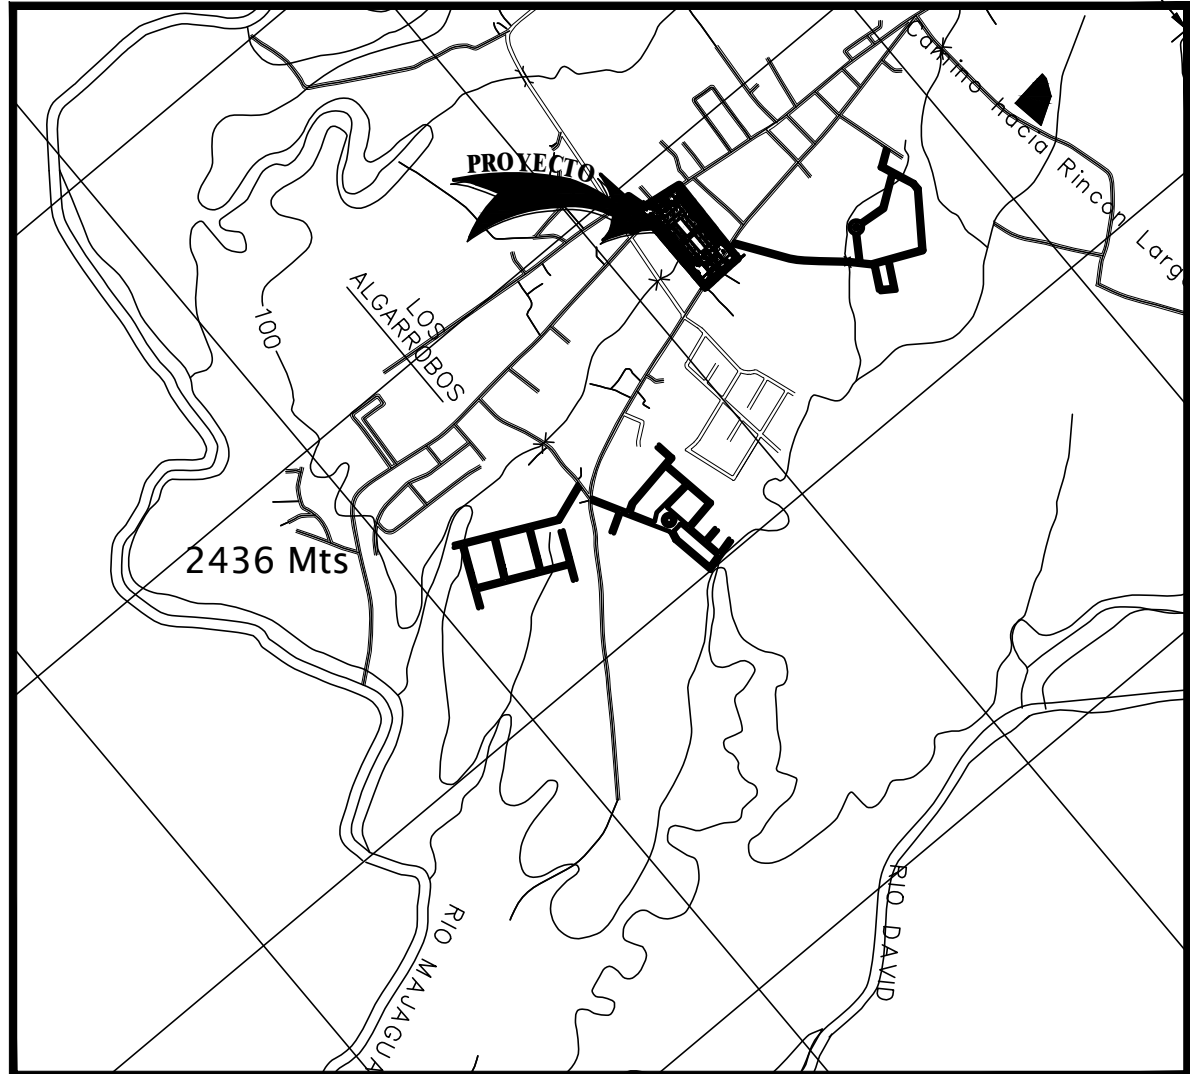 Camino hacia Rincon Larg
PROYECTO
LOS
ALGARROBOS
100
2436 Mts
RIO DAVID
RIO MAJAGUA